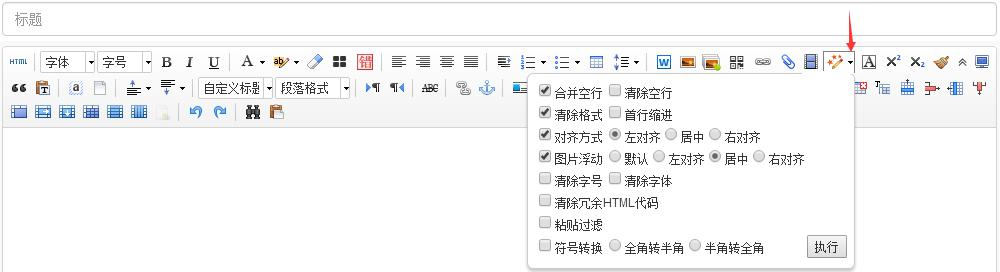 标题
HTML 字体 字号 B I U A ab 错 W A X² X₂
自定义标题 段落格式 ABC
合并空行 清除空行
清除格式 首行缩进
对齐方式 左对齐 居中 右对齐
图片浮动 默认 左对齐 居中 右对齐
清除字号 清除字体
清除冗余HTML代码
粘贴过滤
符号转换 全角转半角 半角转全角 执行